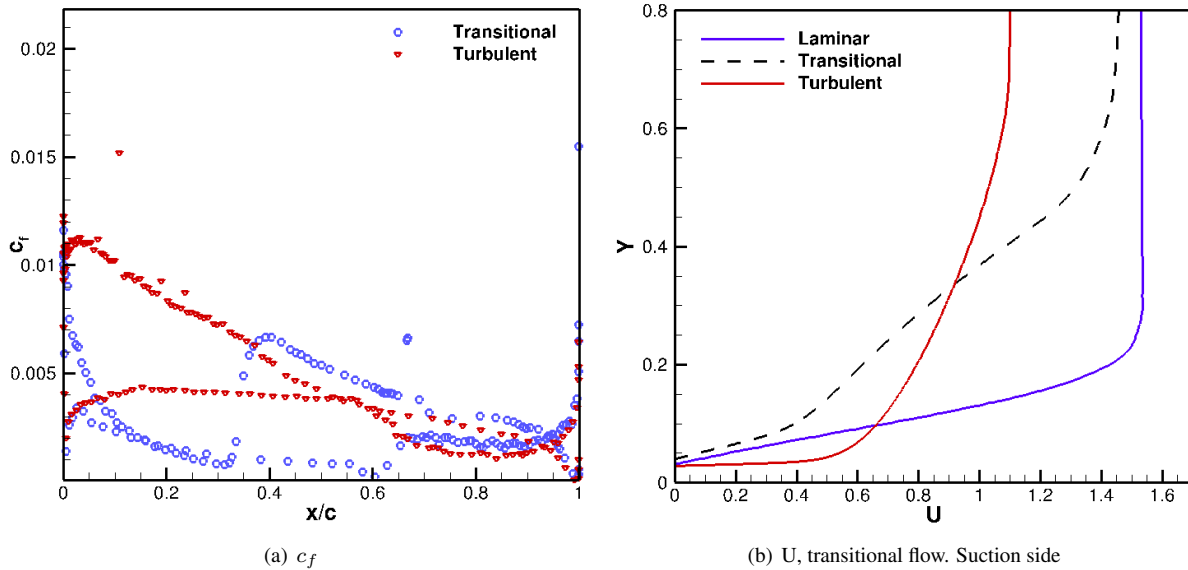 Transitional
Turbulent
0.02
0.015
0.01
0.005
0
0.2
0.4
0.6
0.8
1
c_f
x/c
(a) c_f
Laminar
Transitional
Turbulent
0.8
0.6
0.4
0.2
0
0
0.2
0.4
0.6
0.8
1
1.2
1.4
1.6
Y
U
(b) U, transitional flow. Suction side